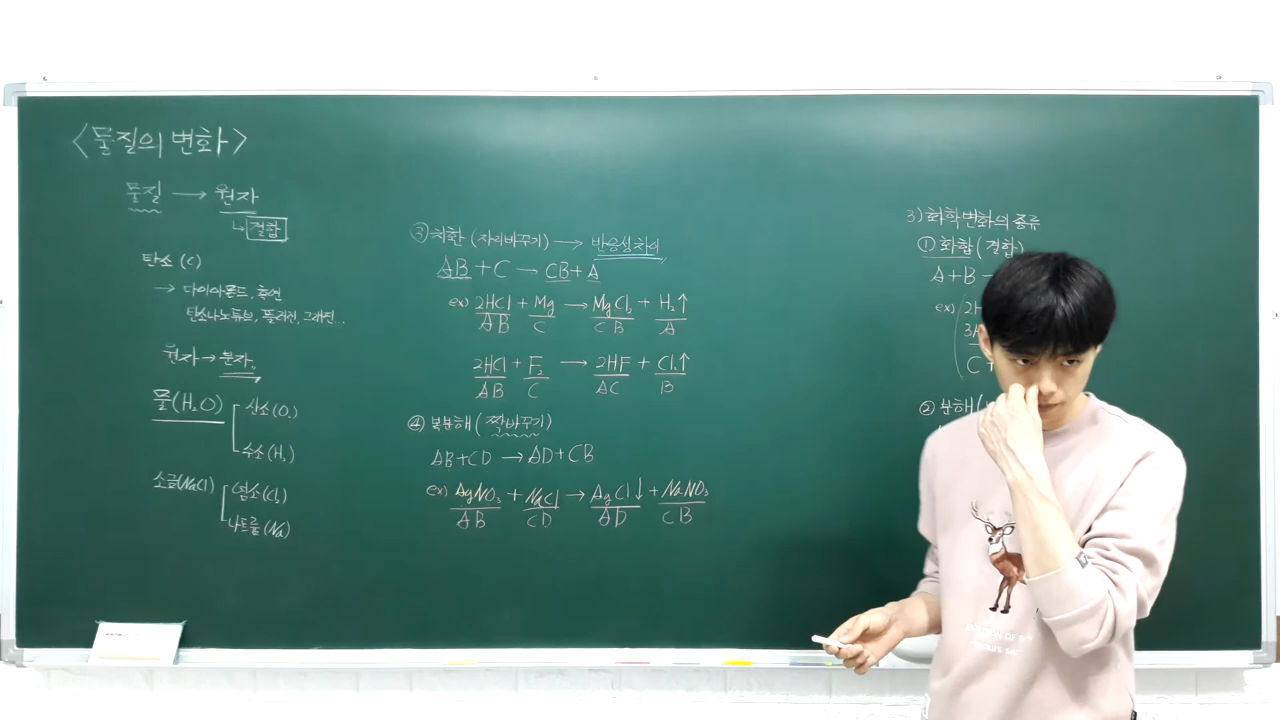 <물질의 변화>
물질 → 원자
↳ 결합
탄소 (C)
→ 다이아몬드, 흑연
탄소나노튜브, 풀러렌, 그래핀..
원자 → 분자。
물(H₂O) 산소(O₂)
수소(H₂)
소금(NaCl) 염소(Cl₂)
나트륨(Na)
③ 치환 (자리바꾸기) → 반응성차이
AB + C → CB + A
ex) 2HCl + Mg → MgCl₂ + H₂↑
AB C CB A
2HCl + F₂ → 2HF + Cl₂↑
AB C AC B
④ 복분해 (짝바꾸기)
AB+CD → AD+CB
ex) AgNO₃ + NaCl → AgCl↓ + NaNO₃
AB CD AD CB
3) 화학변화의 종류
① 화합(결합)
A+B
ex) 2H
3A
C+
② 분해(